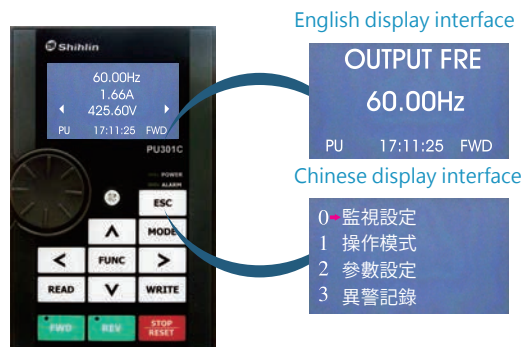 English display interface
Shihlin
60.00Hz
1.66A
425.60V
PU 17:11:25 FWD
PU301C
POWER
ALARM
ESC
MODE
FUNC
READ
WRITE
FWD
REV
STOP
RESET
OUTPUT FRE
60.00Hz
PU 17:11:25 FWD
Chinese display interface
0 監視設定
1 操作模式
2 參數設定
3 異警記錄